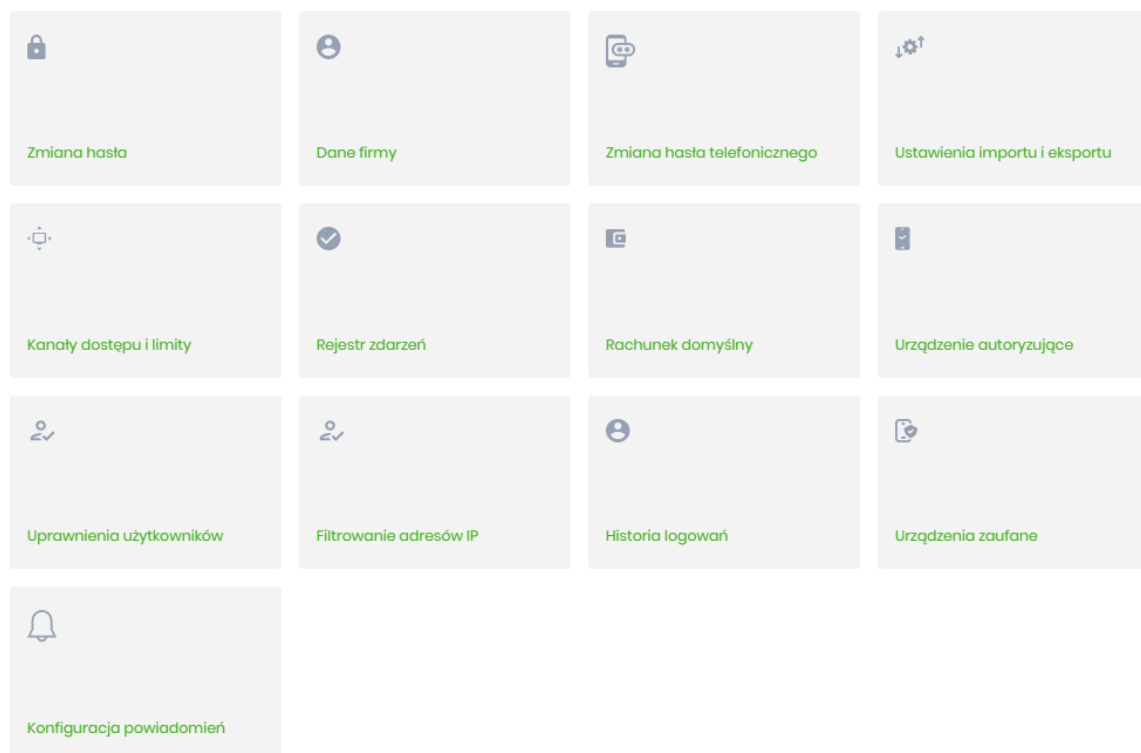 Zmiana hasła
Dane firmy
Zmiana hasła telefonicznego
Ustawienia importu i eksportu
Kanały dostępu i limity
Rejestr zdarzeń
Rachunek domyślny
Urządzenie autoryzujące
Uprawnienia użytkowników
Filtrowanie adresów IP
Historia logowań
Urządzenia zaufane
Konfiguracja powiadomień